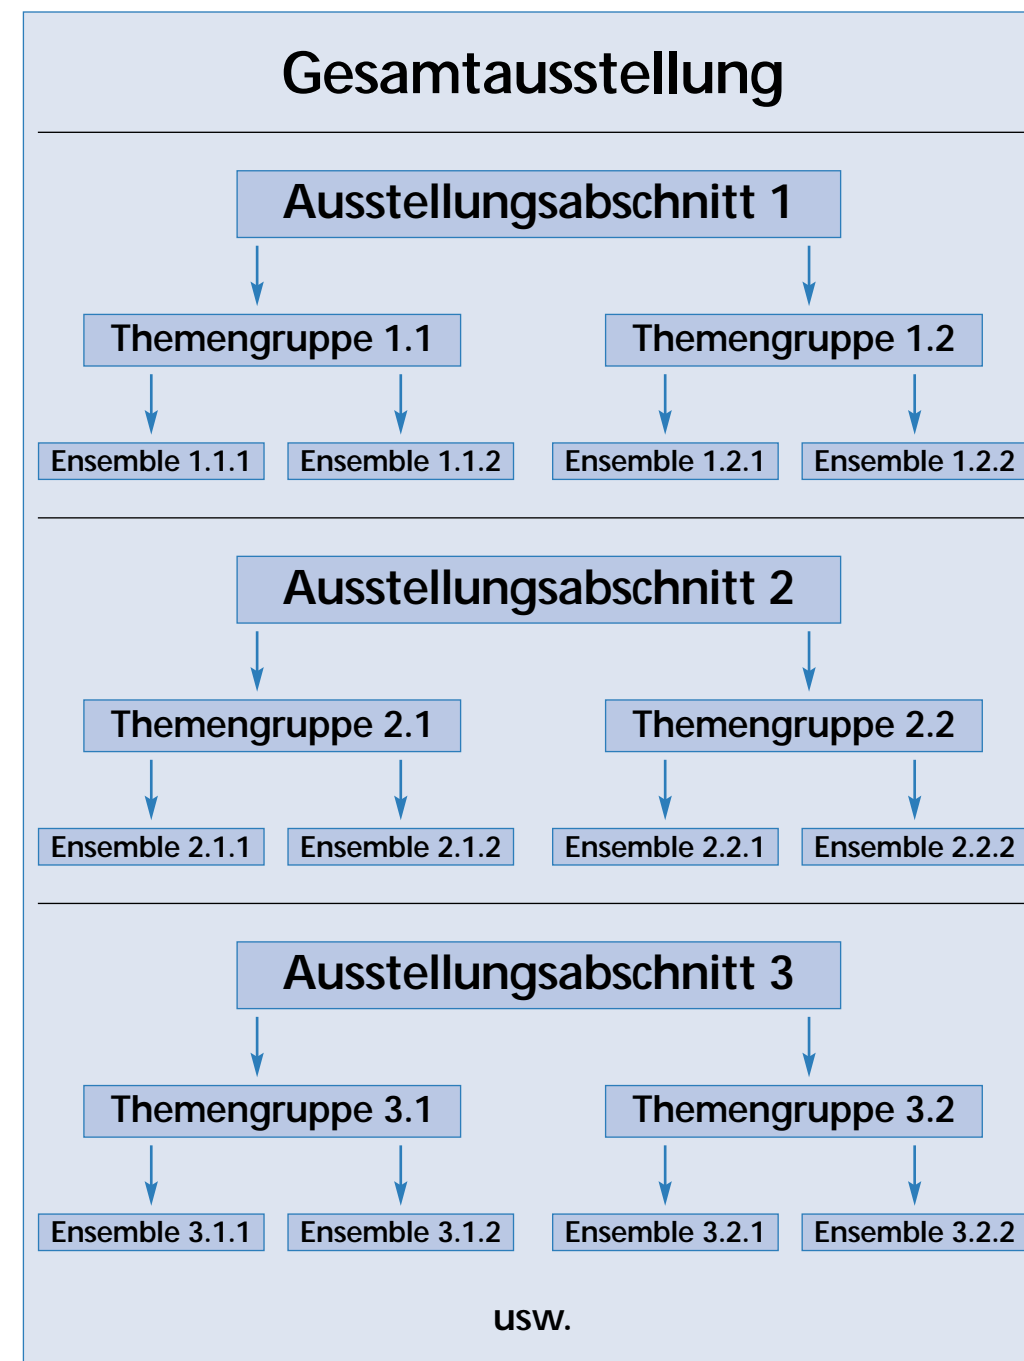 Gesamtausstellung
Ausstellungsabschnitt 1
Themengruppe 1.1 Themengruppe 1.2
Ensemble 1.1.1 Ensemble 1.1.2 Ensemble 1.2.1 Ensemble 1.2.2
Ausstellungsabschnitt 2
Themengruppe 2.1 Themengruppe 2.2
Ensemble 2.1.1 Ensemble 2.1.2 Ensemble 2.2.1 Ensemble 2.2.2
Ausstellungsabschnitt 3
Themengruppe 3.1 Themengruppe 3.2
Ensemble 3.1.1 Ensemble 3.1.2 Ensemble 3.2.1 Ensemble 3.2.2
usw.